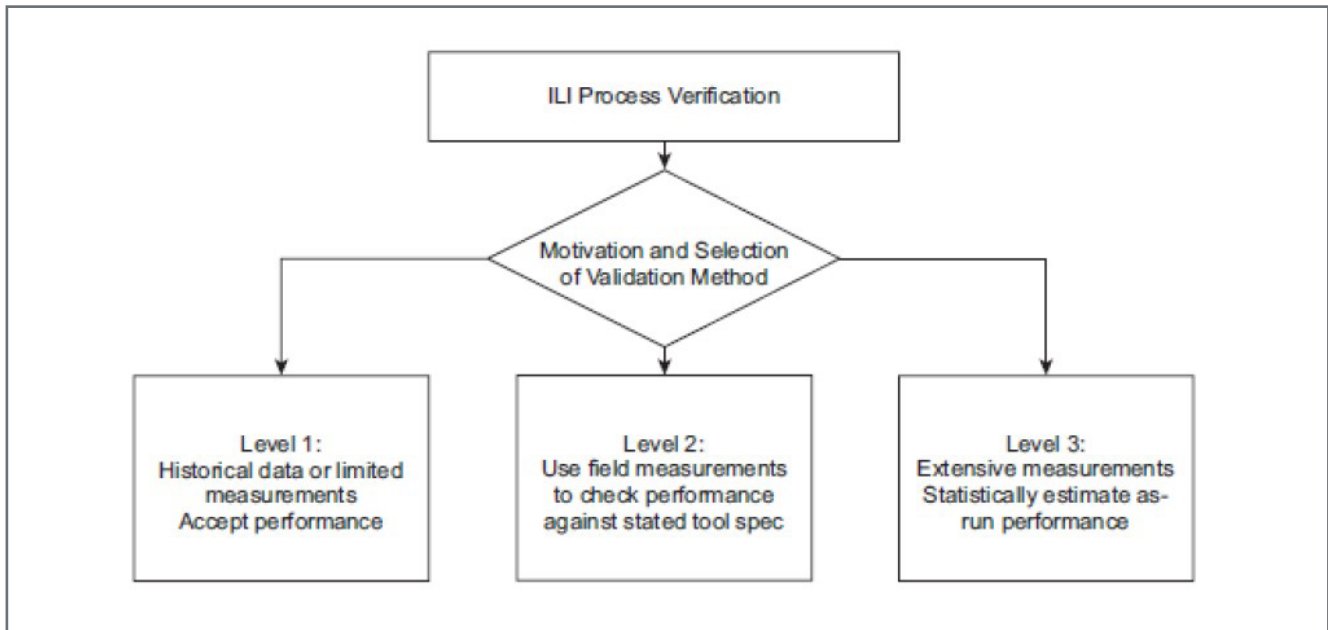 ILI Process Verification
Motivation and Selection
of Validation Method
Level 1:
Historical data or limited
measurements
Accept performance
Level 2:
Use field measurements
to check performance
against stated tool spec
Level 3:
Extensive measurements
Statistically estimate as-
run performance